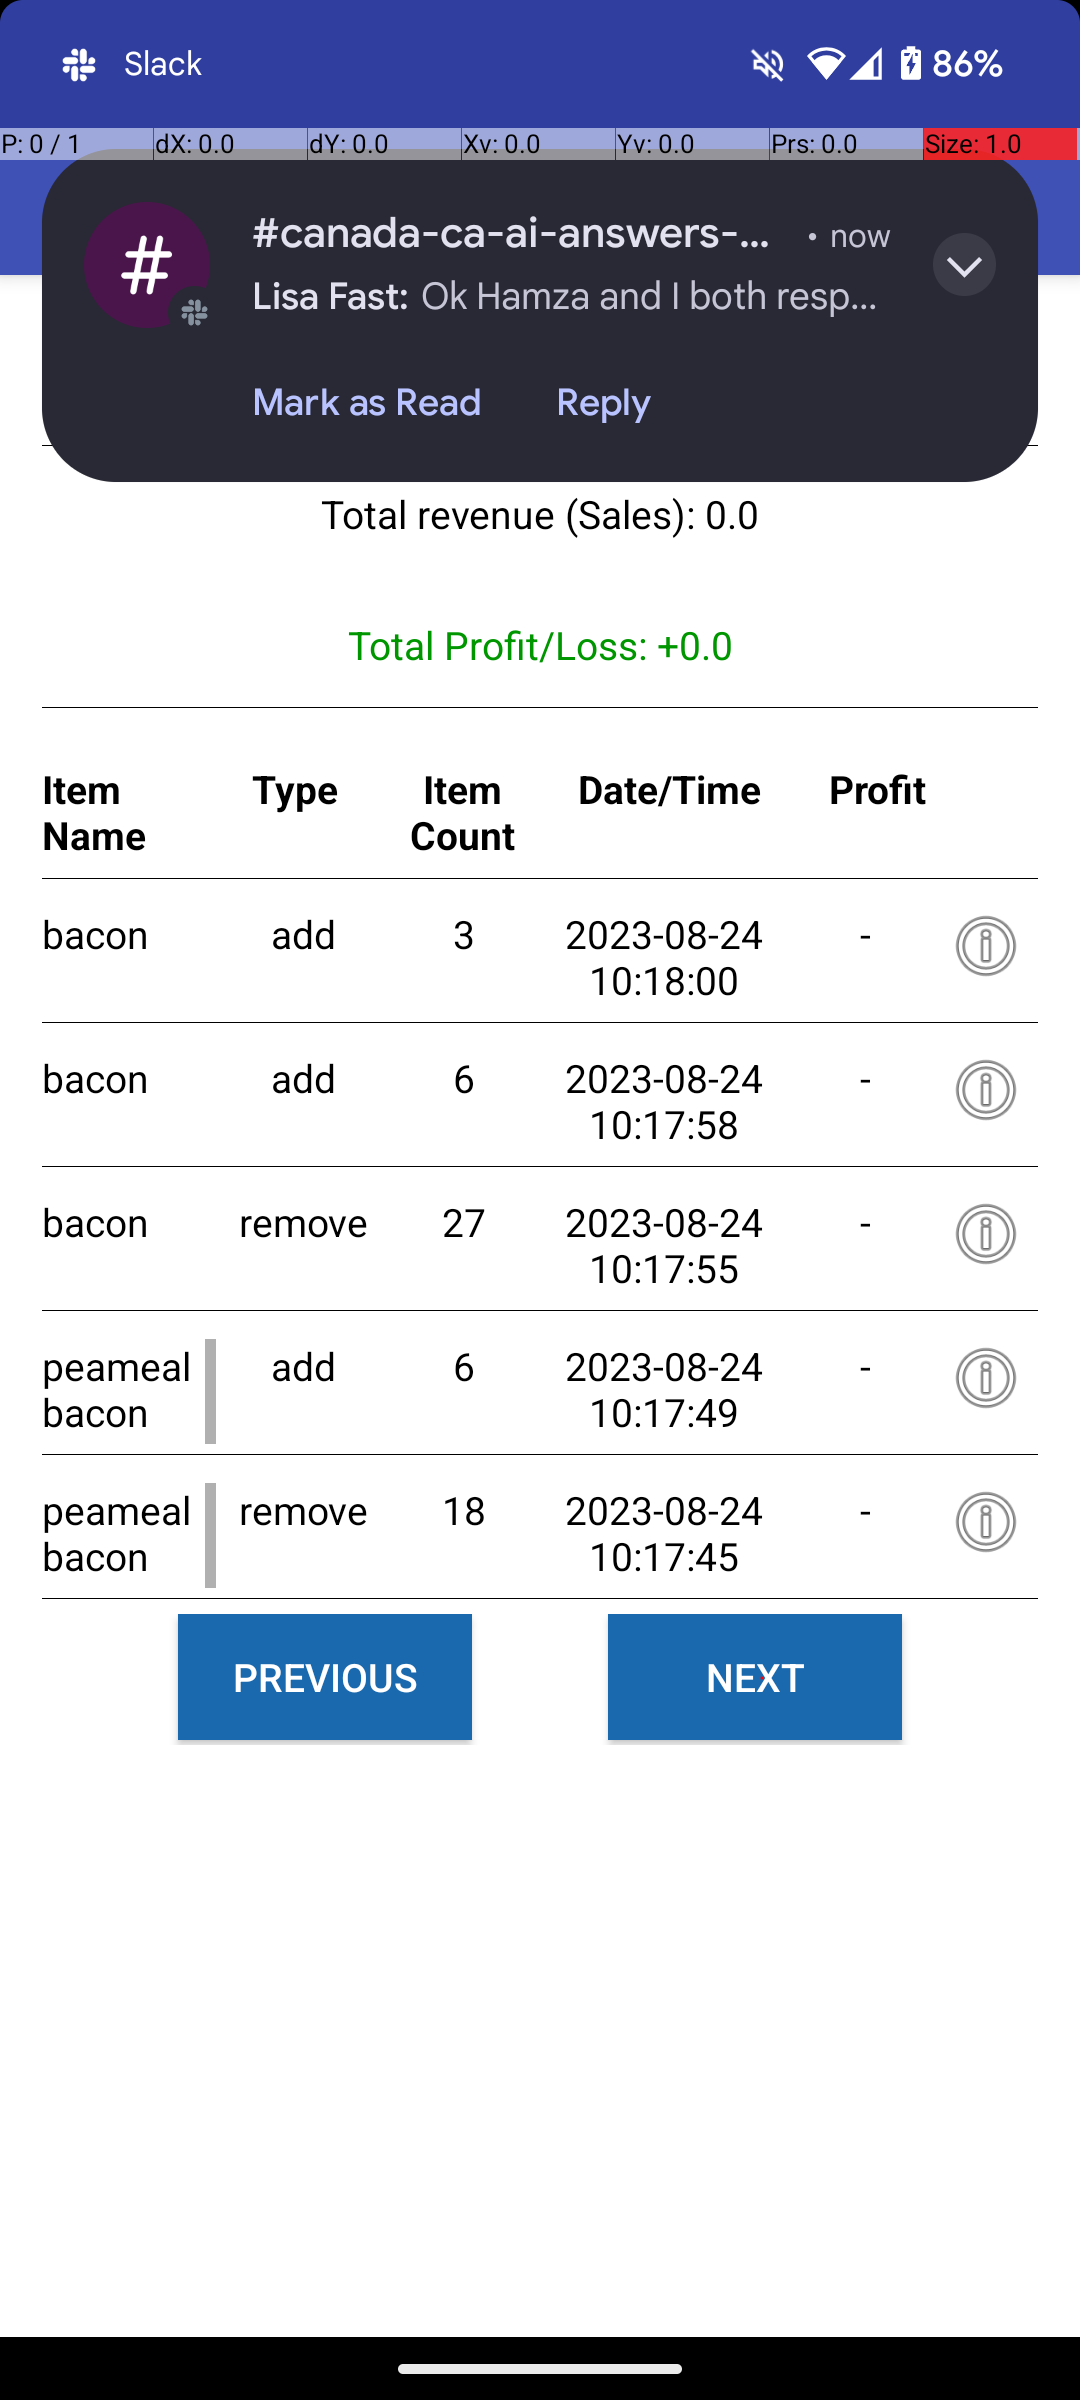 Slack
86%
P: 0 / 1 dX: 0.0 dY: 0.0 Xv: 0.0 Yv: 0.0 Prs: 0.0 Size: 1.0
#canada-ca-ai-answers-... • now
Lisa Fast: Ok Hamza and I both resp...
Mark as Read Reply
Total revenue (Sales): 0.0
Total Profit/Loss: +0.0
Item Name Type Item Count Date/Time Profit
bacon add 3 2023-08-24 10:18:00 -
bacon add 6 2023-08-24 10:17:58 -
bacon remove 27 2023-08-24 10:17:55 -
peameal bacon add 6 2023-08-24 10:17:49 -
peameal bacon remove 18 2023-08-24 10:17:45 -
PREVIOUS NEXT